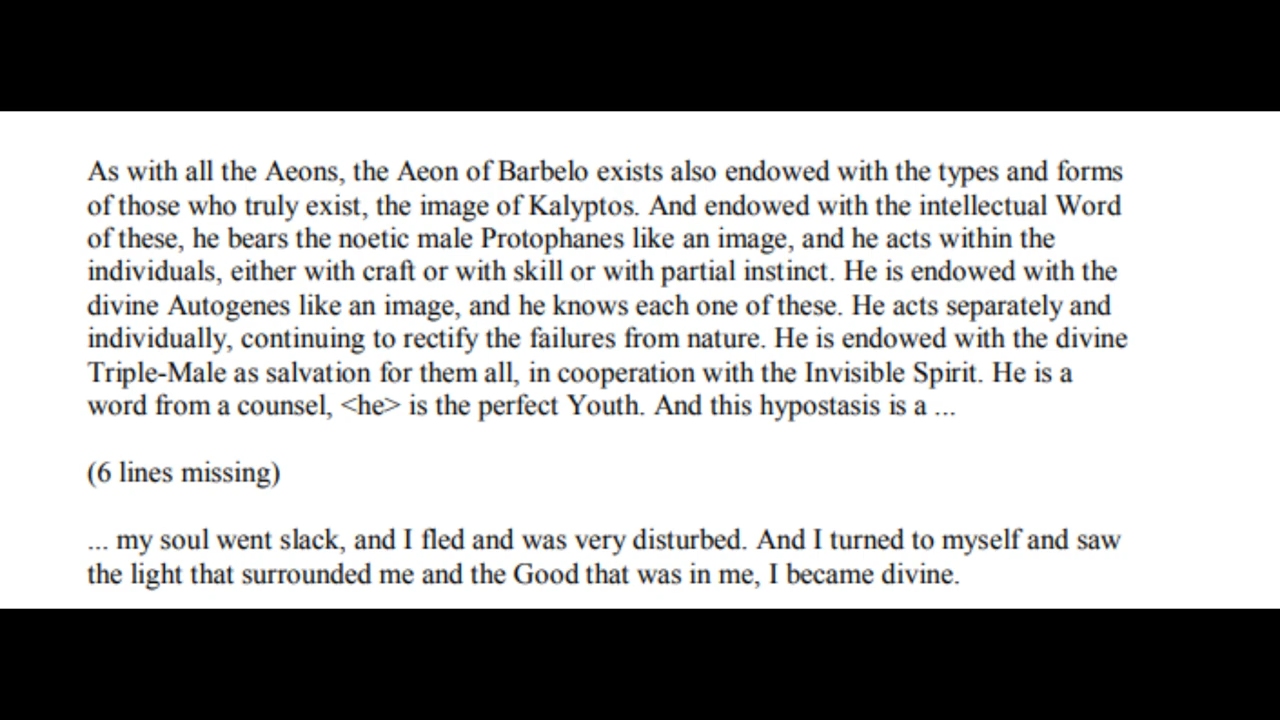 As with all the Aeons, the Aeon of Barbelo exists also endowed with the types and forms
of those who truly exist, the image of Kalyptos. And endowed with the intellectual Word
of these, he bears the noetic male Protophanes like an image, and he acts within the
individuals, either with craft or with skill or with partial instinct. He is endowed with the
divine Autogenes like an image, and he knows each one of these. He acts separately and
individually, continuing to rectify the failures from nature. He is endowed with the divine
Triple-Male as salvation for them all, in cooperation with the Invisible Spirit. He is a
word from a counsel, <he> is the perfect Youth. And this hypostasis is a ...
(6 lines missing)
... my soul went slack, and I fled and was very disturbed. And I turned to myself and saw
the light that surrounded me and the Good that was in me, I became divine.